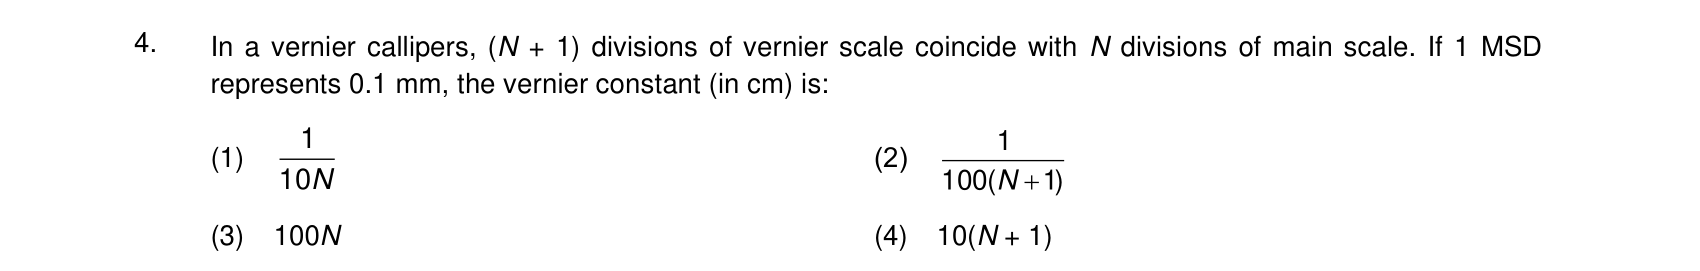 4. In a vernier callipers, (N + 1) divisions of vernier scale coincide with N divisions of main scale. If 1 MSD
represents 0.1 mm, the vernier constant (in cm) is:
(1) 1/10N (2) 1/100(N+1)
(3) 100N (4) 10(N + 1)